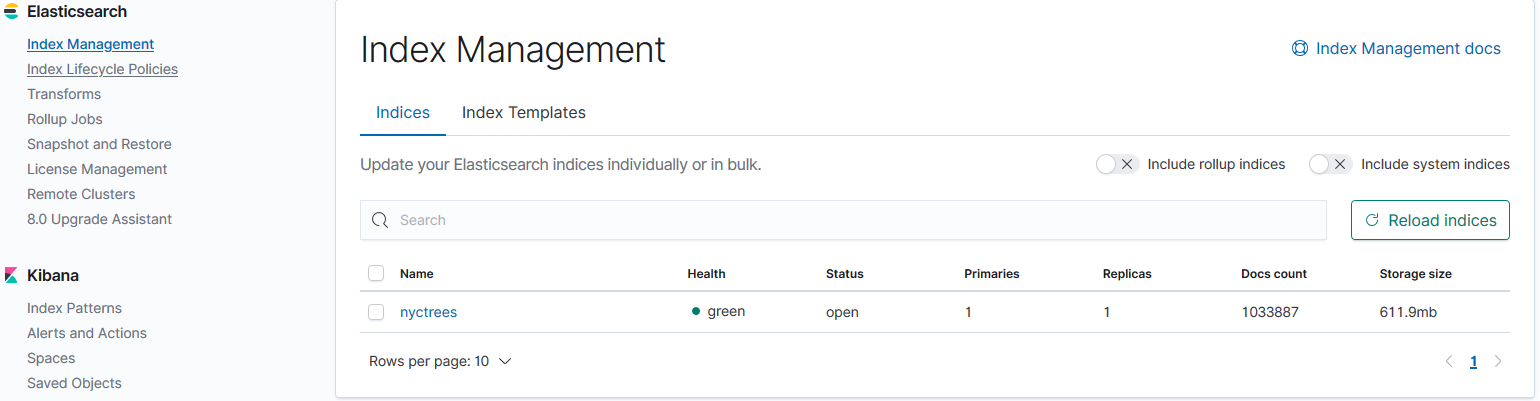 Elasticsearch
Index Management
Index Lifecycle Policies
Transforms
Rollup Jobs
Snapshot and Restore
License Management
Remote Clusters
8.0 Upgrade Assistant
Kibana
Index Patterns
Alerts and Actions
Spaces
Saved Objects
Index Management
Index Management docs
Indices Index Templates
Update your Elasticsearch indices individually or in bulk. Include rollup indices Include system indices
Search Reload indices
Name Health Status Primaries Replicas Docs count Storage size
nyctrees green open 1 1 1033887 611.9mb
Rows per page: 10 1